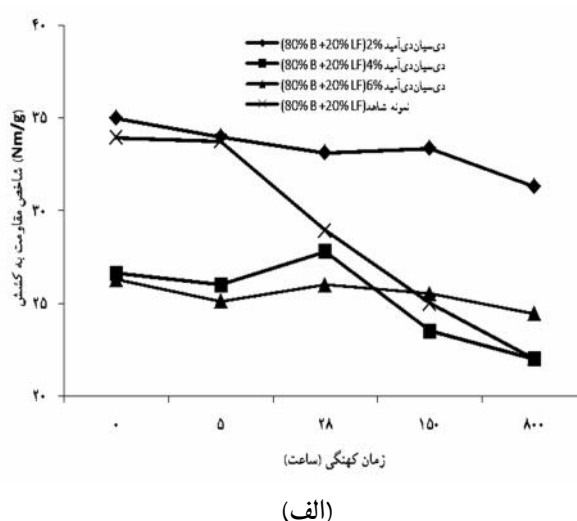 ۴۰
۳۵
۳۰
۲۵
۲۰
شاخص مقاومت به کشش (Nm/g)
(80% B +20% LF)2% دی‌سیان‌دی‌آمید
(80% B +20% LF)4% دی‌سیان‌دی‌آمید
(80% B +20% LF)6% دی‌سیان‌دی‌آمید
(80% B +20% LF)نمونه شاهد
۰ ۵ ۲۸ ۱۵۰ ۸۰۰
زمان کهنگی (ساعت)
(الف)